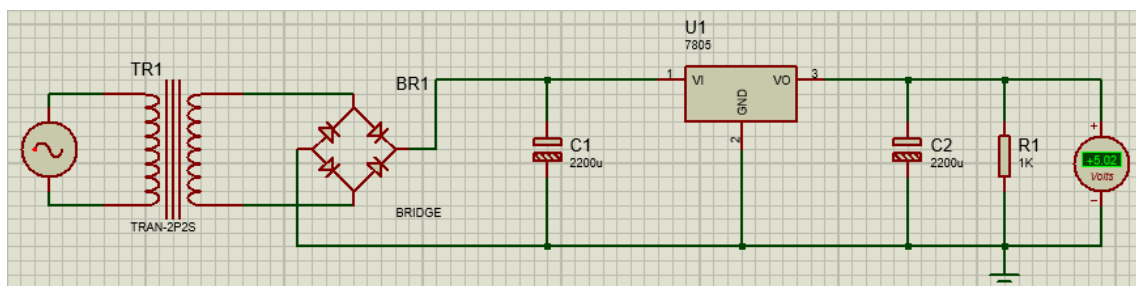 TR1
TRAN-2P2S
BR1
BRIDGE
C1
2200u
U1
7805
1
VI
VO
3
GND
2
C2
2200u
R1
1K
+
+5.02
Volts
−